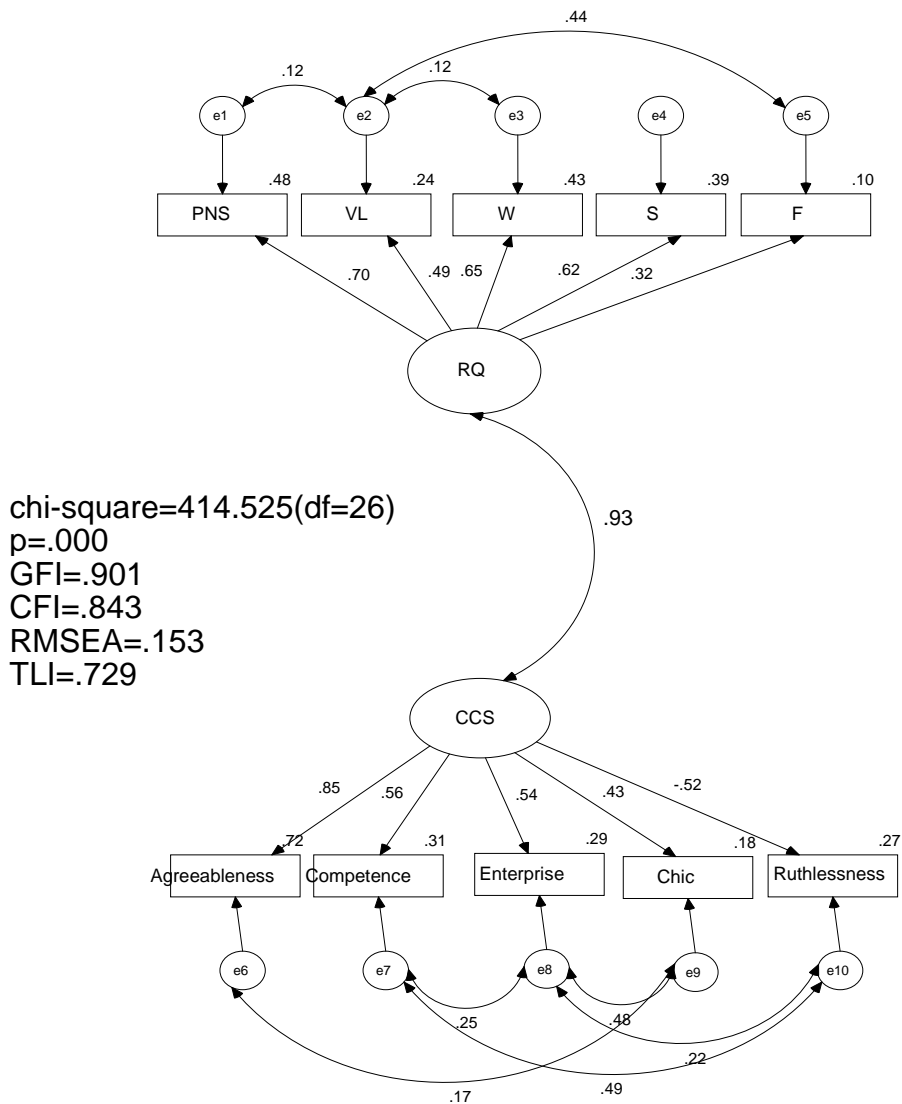 .44
.12 .12
e1 e2 e3 e4 e5
.48 .24 .43 .39 .10
PNS VL W S F
.70 .49 .65 .62 .32
RQ
chi-square=414.525(df=26)
p=.000
GFI=.901
CFI=.843
RMSEA=.153
TLI=.729
.93
CCS
.85 .56 .54 .43 -.52
.72 .31 .29 .18 .27
Agreeableness Competence Enterprise Chic Ruthlessness
e6 e7 e8 e9 e10
.25 .48
.22
.17 .49